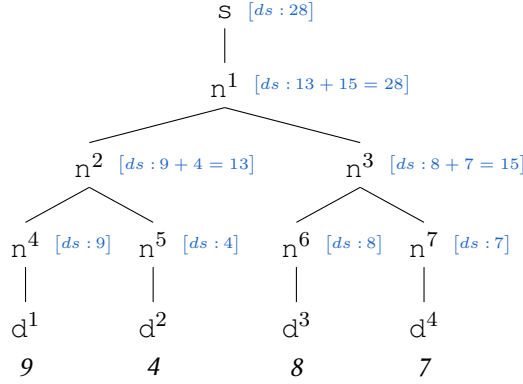 s [ds : 28]
n¹ [ds : 13 + 15 = 28]
n² [ds : 9 + 4 = 13] n³ [ds : 8 + 7 = 15]
n⁴ [ds : 9] n⁵ [ds : 4] n⁶ [ds : 8] n⁷ [ds : 7]
d¹ d² d³ d⁴
9 4 8 7